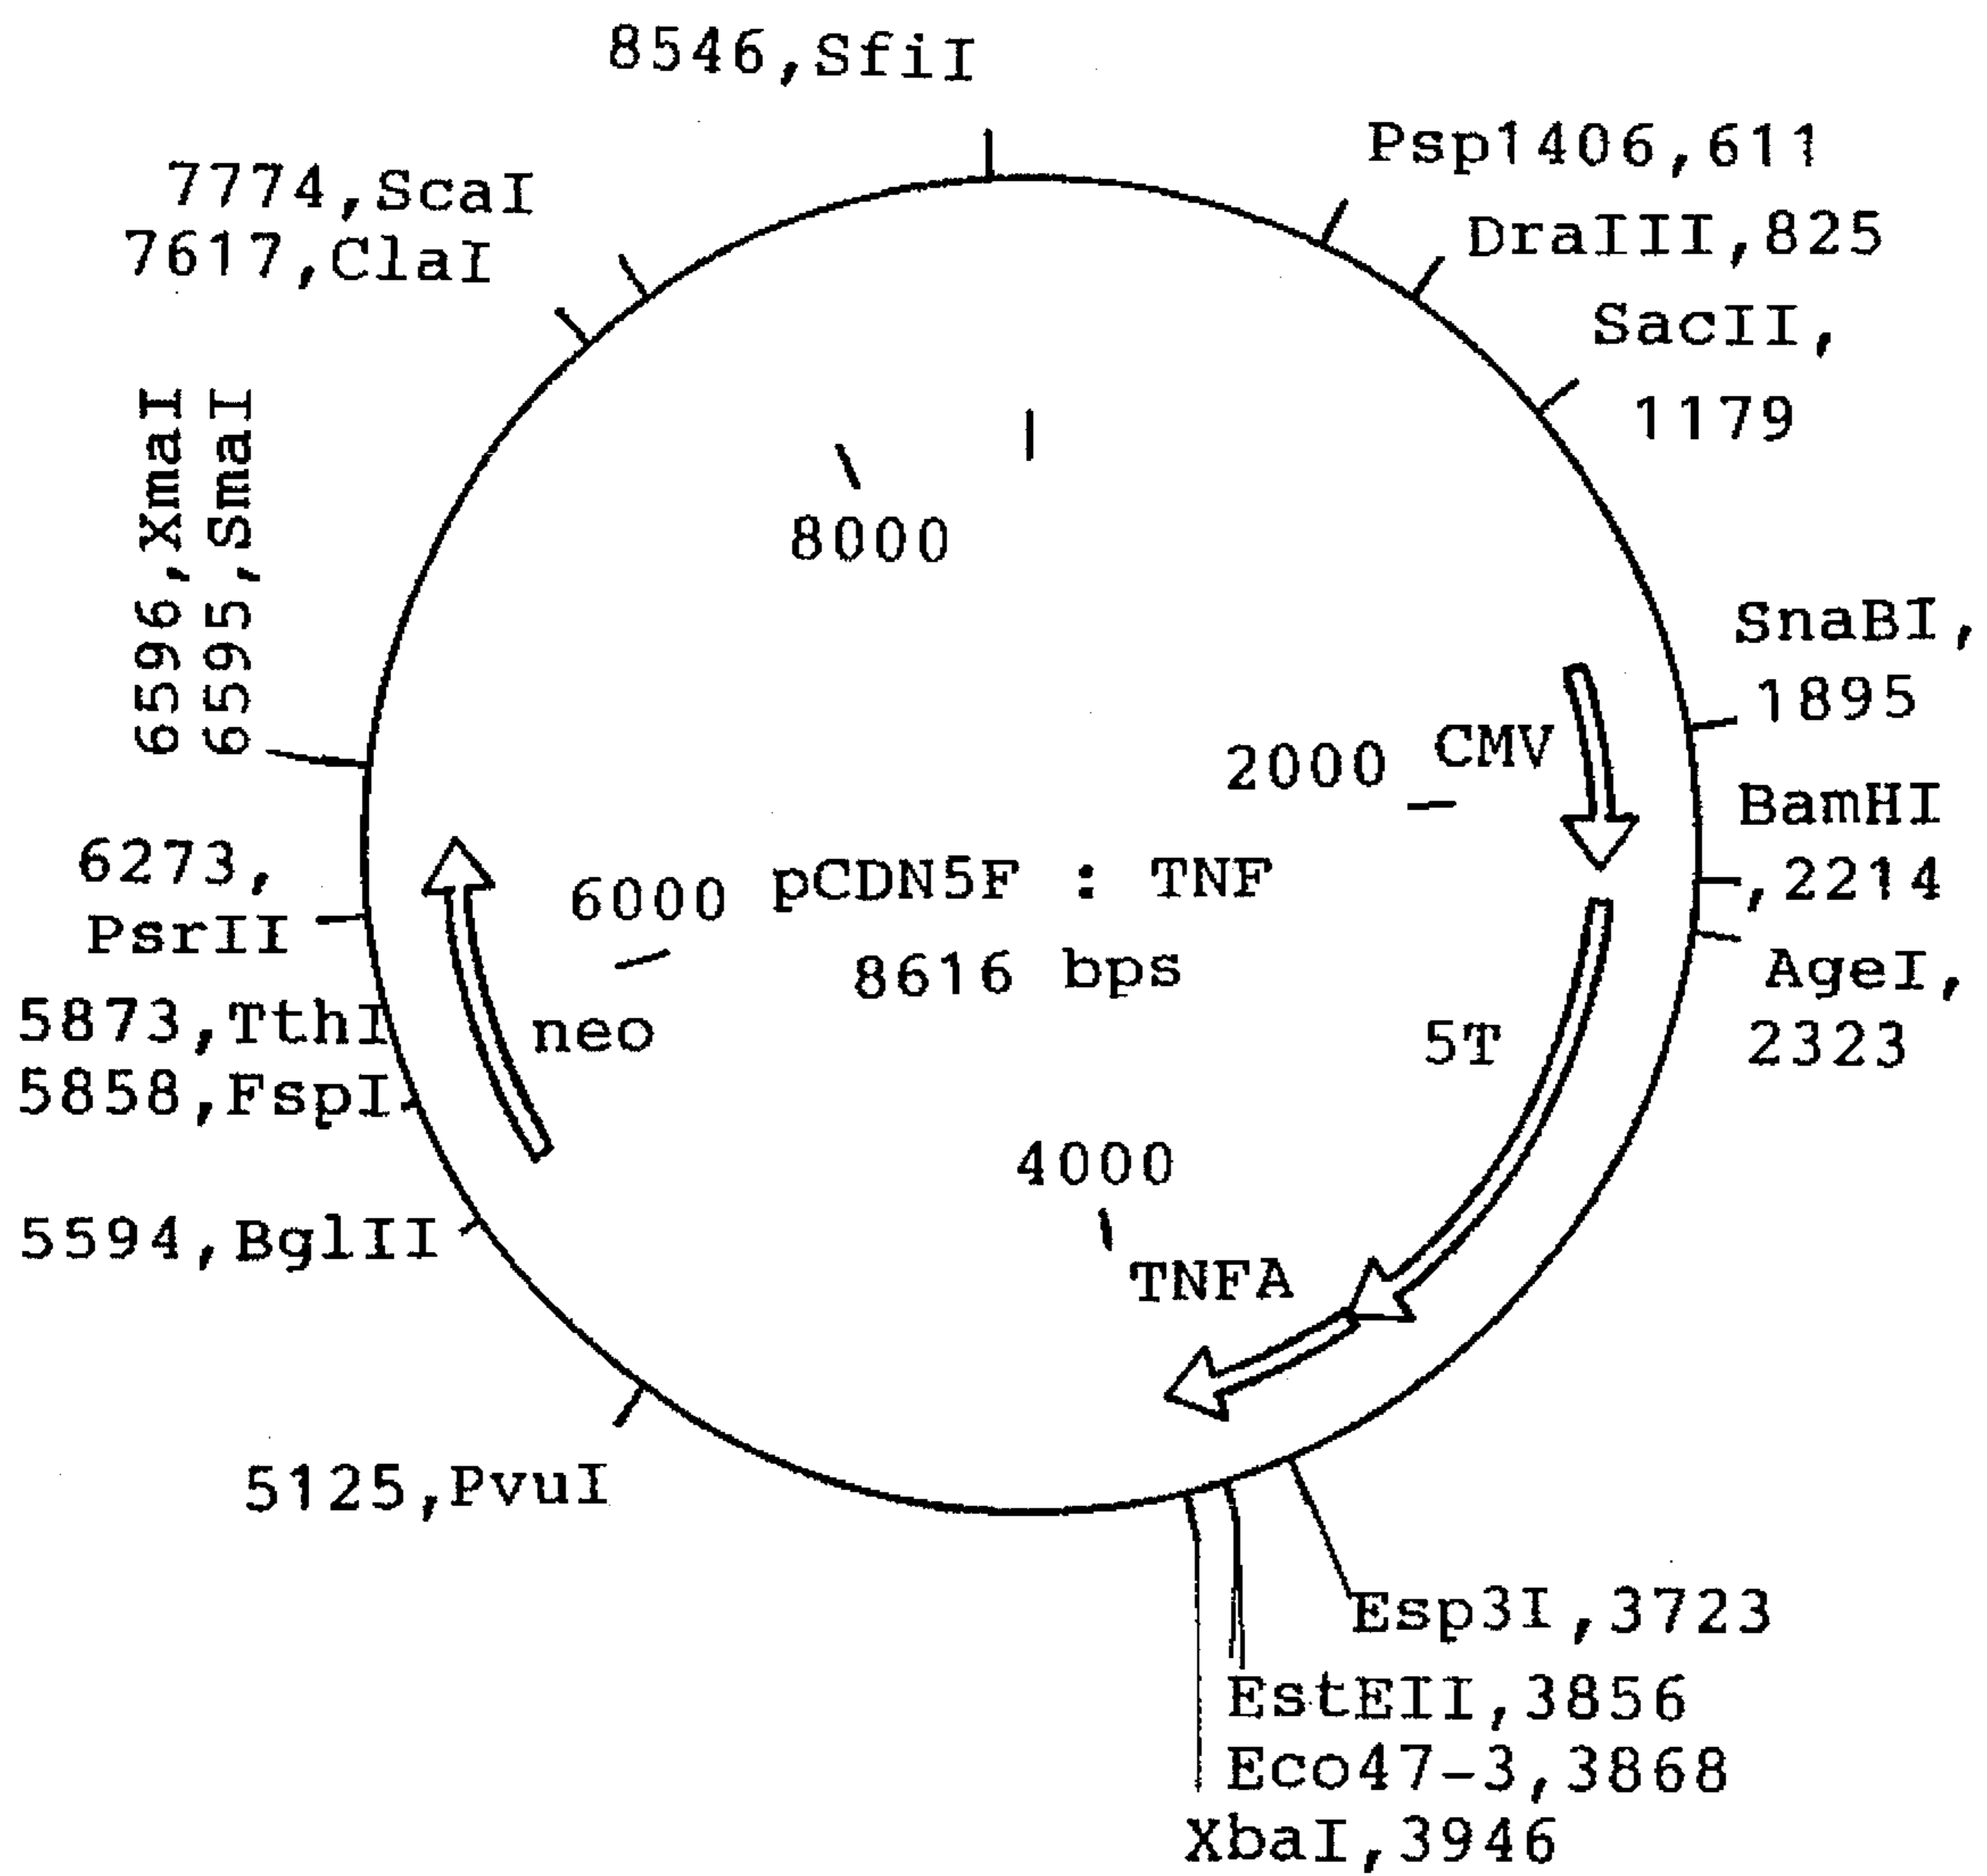 8546,SfiI
Psp1406,611
7774,ScaI
DraIII,825
7617,ClaI
SacII,
1179
6596,XmaI
6595,SmaI
8000
SnaBI,
1895
2000
CMV
BamHI
,2214
6273,
PsrII
6000
pCDN5F : TNF
8616 bps
AgeI,
2323
5873,TthI
5858,FspI
neo
5T
4000
5594,BglII
TNFA
5125,PvuI
Esp3I,3723
EstEII,3856
Eco47-3,3868
XbaI,3946